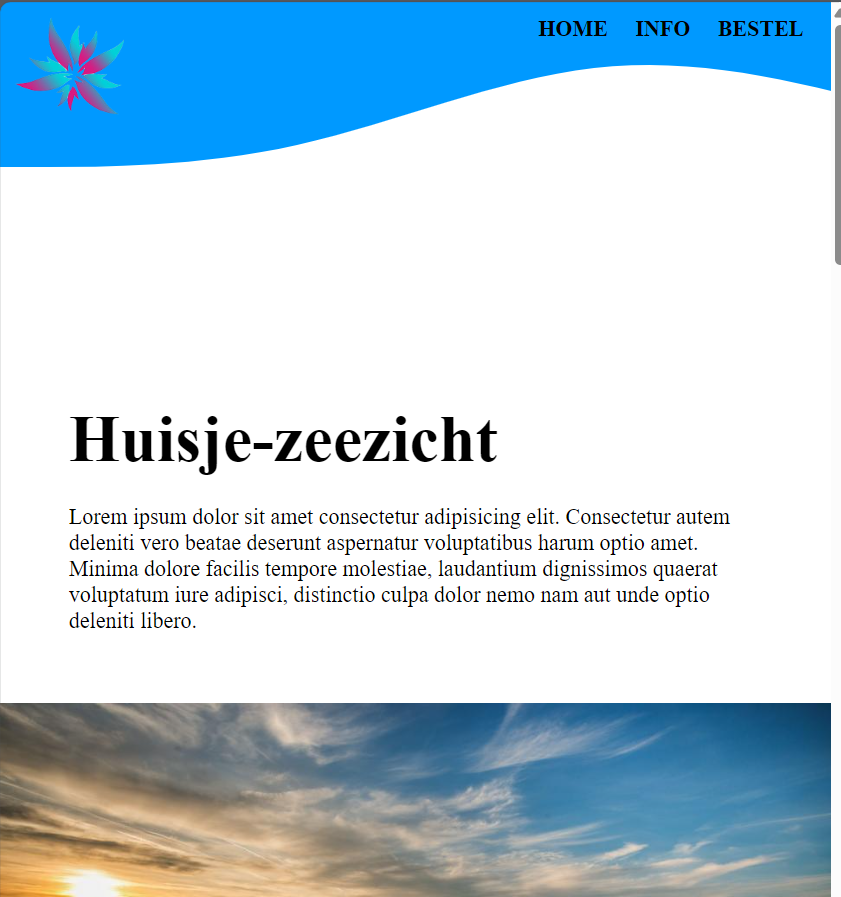 HOME INFO BESTEL
Huisje-zeezicht
Lorem ipsum dolor sit amet consectetur adipisicing elit. Consectetur autem
deleniti vero beatae deserunt aspernatur voluptatibus harum optio amet.
Minima dolore facilis tempore molestiae, laudantium dignissimos quaerat
voluptatum iure adipisci, distinctio culpa dolor nemo nam aut unde optio
deleniti libero.